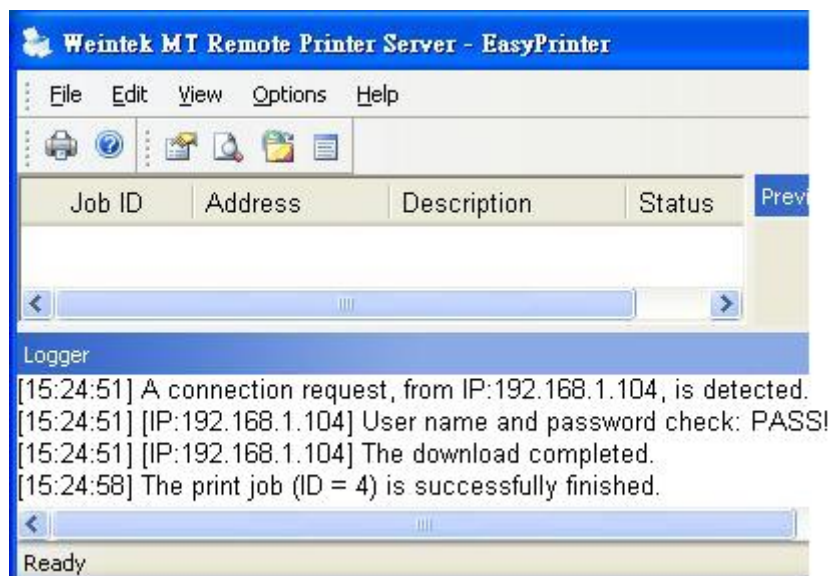 Weintek MT Remote Printer Server - EasyPrinter
File Edit View Options Help
Job ID Address Description Status Previ
Logger
[15:24:51] A connection request, from IP:192.168.1.104, is detected.
[15:24:51] [IP:192.168.1.104] User name and password check: PASS!
[15:24:51] [IP:192.168.1.104] The download completed.
[15:24:58] The print job (ID = 4) is successfully finished.
Ready